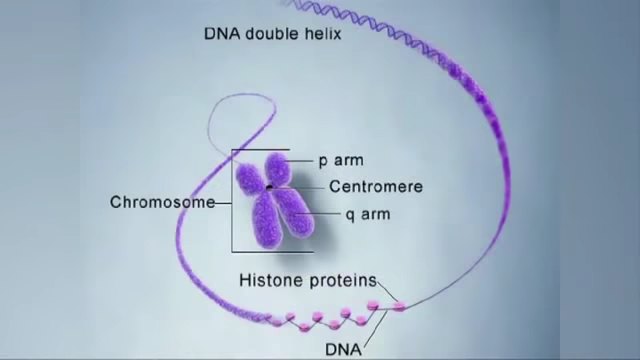 DNA double helix
p arm
Centromere
Chromosome
q arm
Histone proteins
DNA